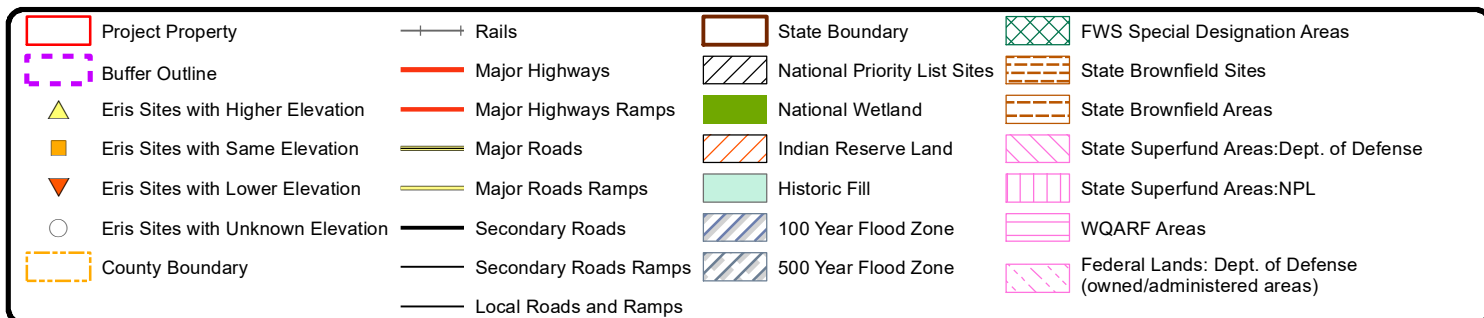 Project Property
Buffer Outline
Eris Sites with Higher Elevation
Eris Sites with Same Elevation
Eris Sites with Lower Elevation
Eris Sites with Unknown Elevation
County Boundary
Rails
Major Highways
Major Highways Ramps
Major Roads
Major Roads Ramps
Secondary Roads
Secondary Roads Ramps
Local Roads and Ramps
State Boundary
National Priority List Sites
National Wetland
Indian Reserve Land
Historic Fill
100 Year Flood Zone
500 Year Flood Zone
FWS Special Designation Areas
State Brownfield Sites
State Brownfield Areas
State Superfund Areas:Dept. of Defense
State Superfund Areas:NPL
WQARF Areas
Federal Lands: Dept. of Defense
(owned/administered areas)